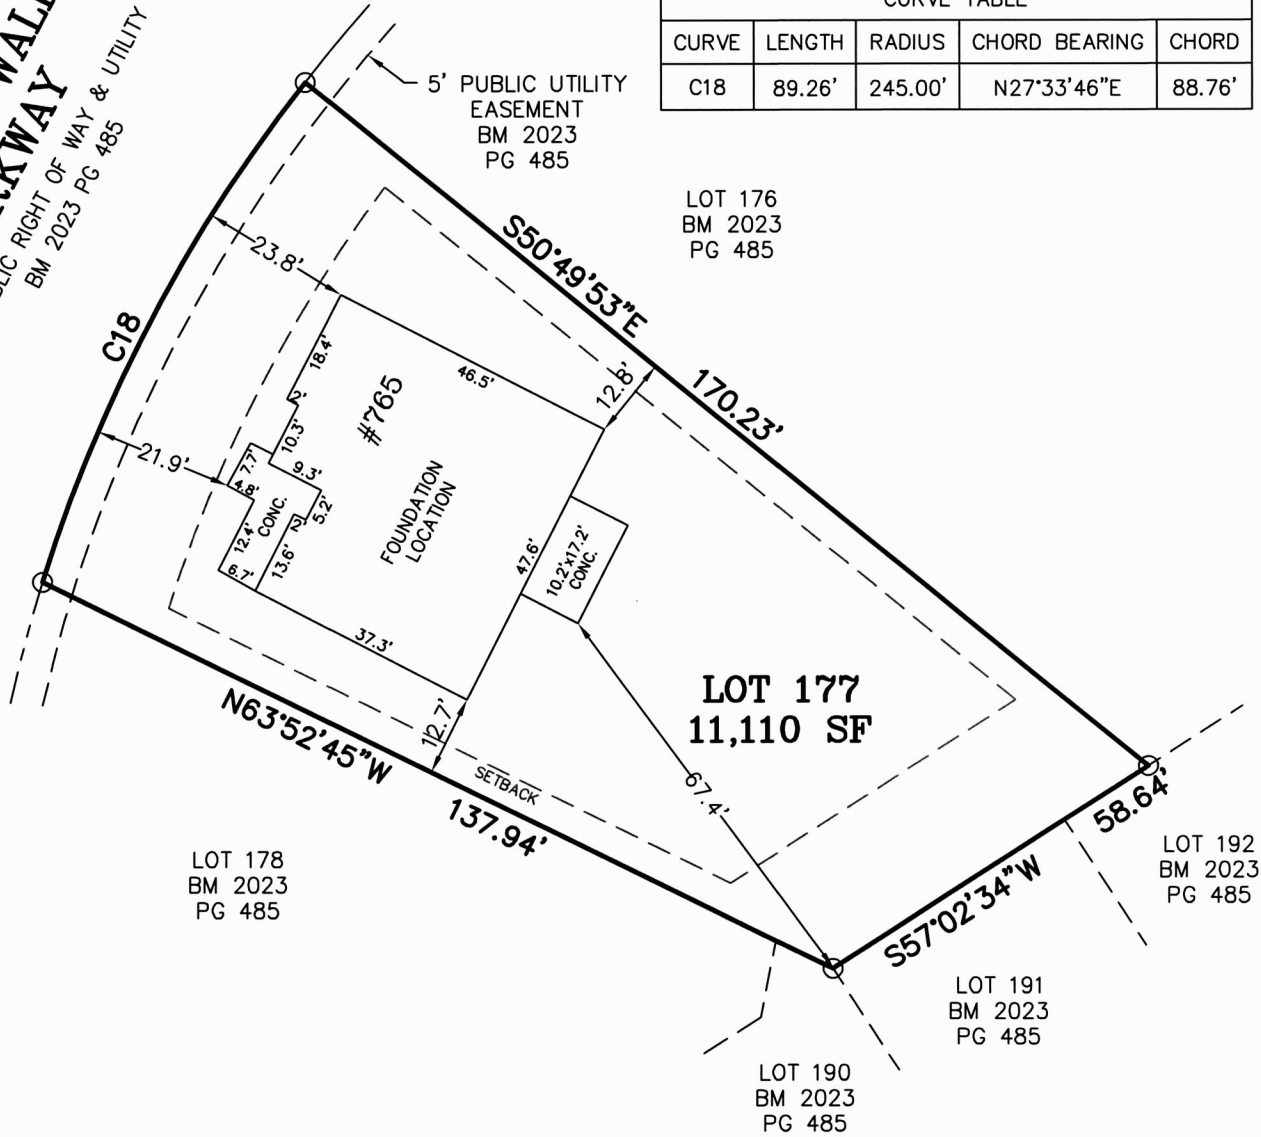 CURVE TABLE
CURVE LENGTH RADIUS CHORD BEARING CHORD
C18 89.26' 245.00' N27°33'46"E 88.76'
RIGHT OF WAY & UTILITY
BM 2023 PG 485
5' PUBLIC UTILITY
EASEMENT
BM 2023
PG 485
LOT 176
BM 2023
PG 485
S50°49'53"E
170.23'
C18
23.8'
21.9'
18.4'
2'
10.3'
46.5'
12.8'
#765
7.7'
4.8'
9.3'
5.2'
2'
CONC.
12.4'
13.6'
6.7'
FOUNDATION
LOCATION
47.6'
10.2'x17.2'
CONC.
37.3'
12.7'
LOT 177
11,110 SF
N63°52'45"W
137.94'
SETBACK
67.4'
58.64'
S57°02'34"W
LOT 178
BM 2023
PG 485
LOT 192
BM 2023
PG 485
LOT 191
BM 2023
PG 485
LOT 190
BM 2023
PG 485